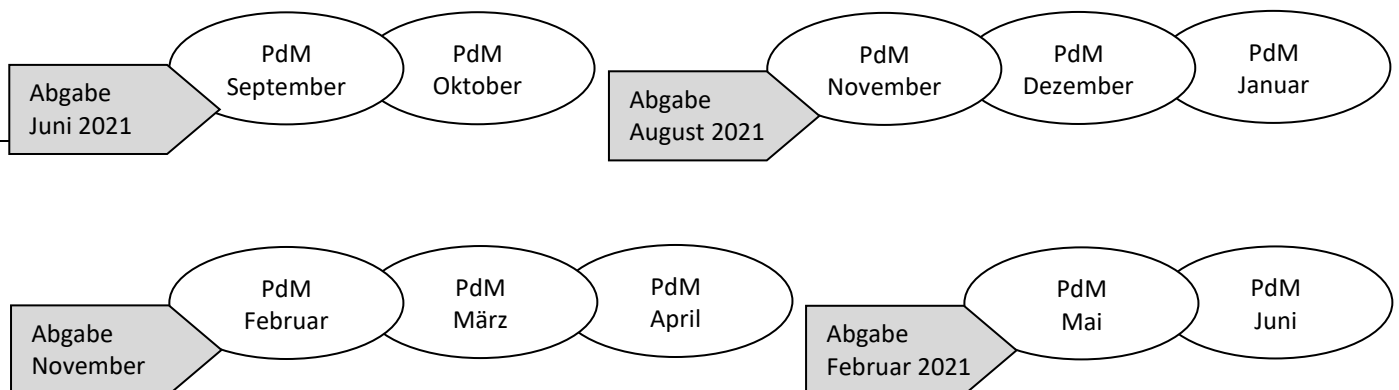 Abgabe
Juni 2021
PdM
September
PdM
Oktober
Abgabe
August 2021
PdM
November
PdM
Dezember
PdM
Januar
Abgabe
November
PdM
Februar
PdM
März
PdM
April
Abgabe
Februar 2021
PdM
Mai
PdM
Juni